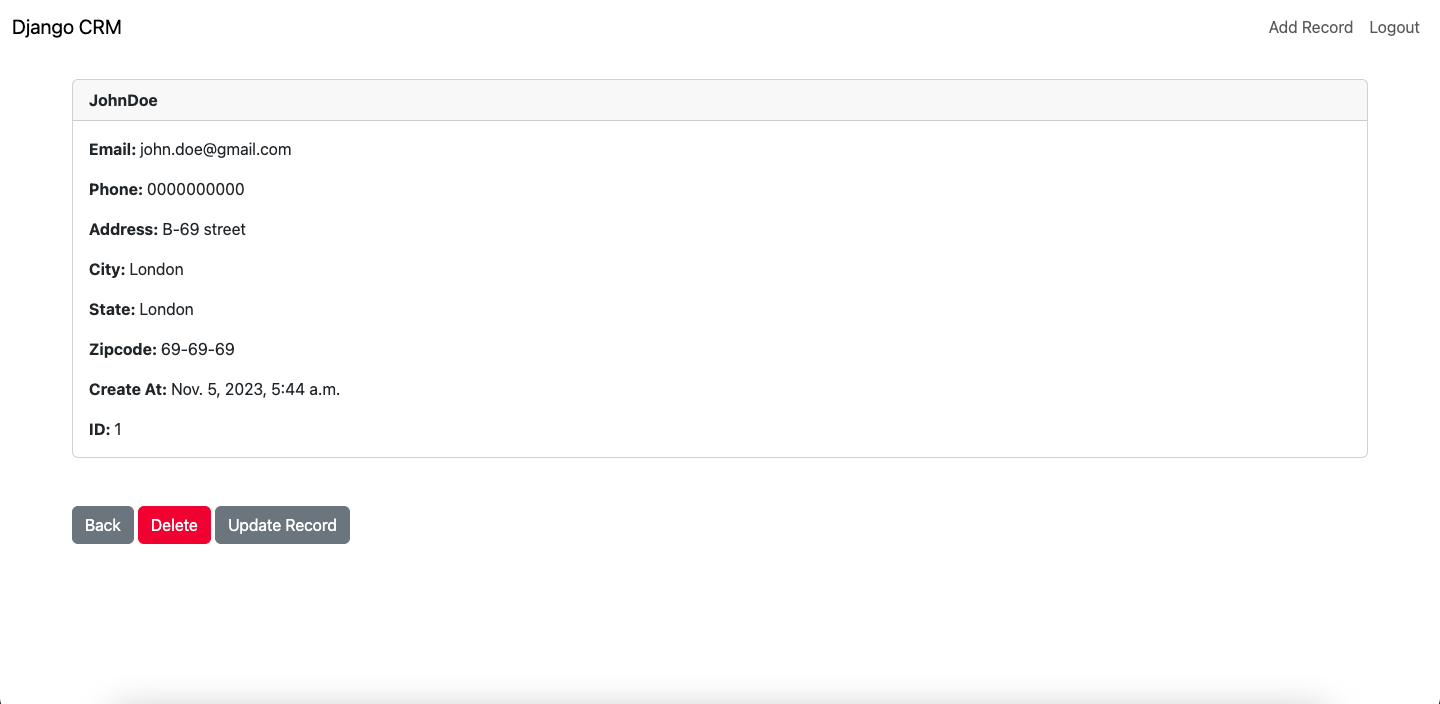 Django CRM
Add Record Logout
JohnDoe
Email: john.doe@gmail.com
Phone: 0000000000
Address: B-69 street
City: London
State: London
Zipcode: 69-69-69
Create At: Nov. 5, 2023, 5:44 a.m.
ID: 1
Back Delete Update Record